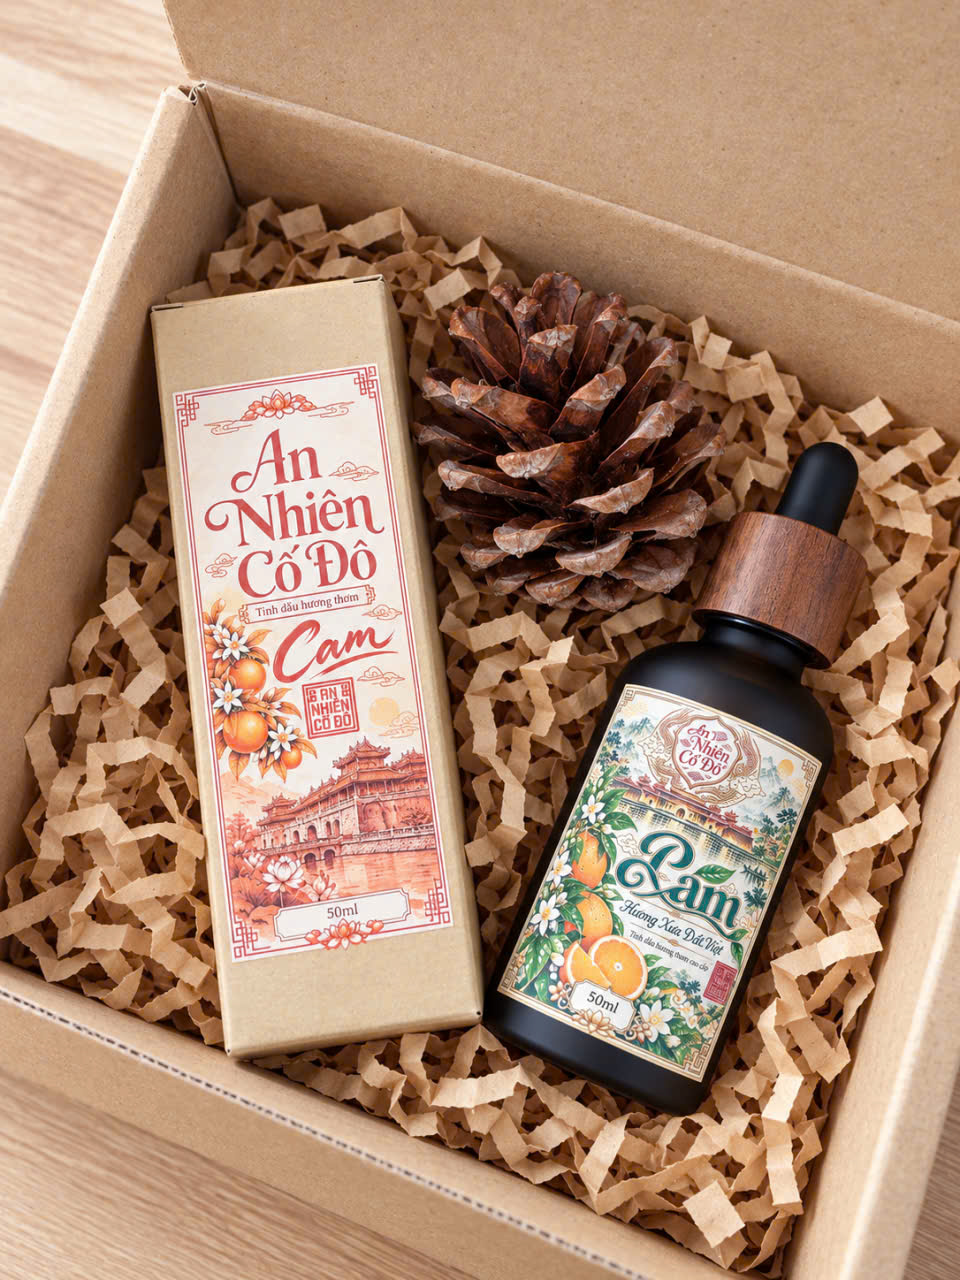 An
Nhiên
Cố Đô
Tinh dầu hương thơm
Cam
AN
NHIÊN
CỐ ĐÔ
50ml
An
Nhiên
Cố Đô
Cam
Hương Xưa Đất Việt
Tinh dầu hương thơm cao cấp
50ml